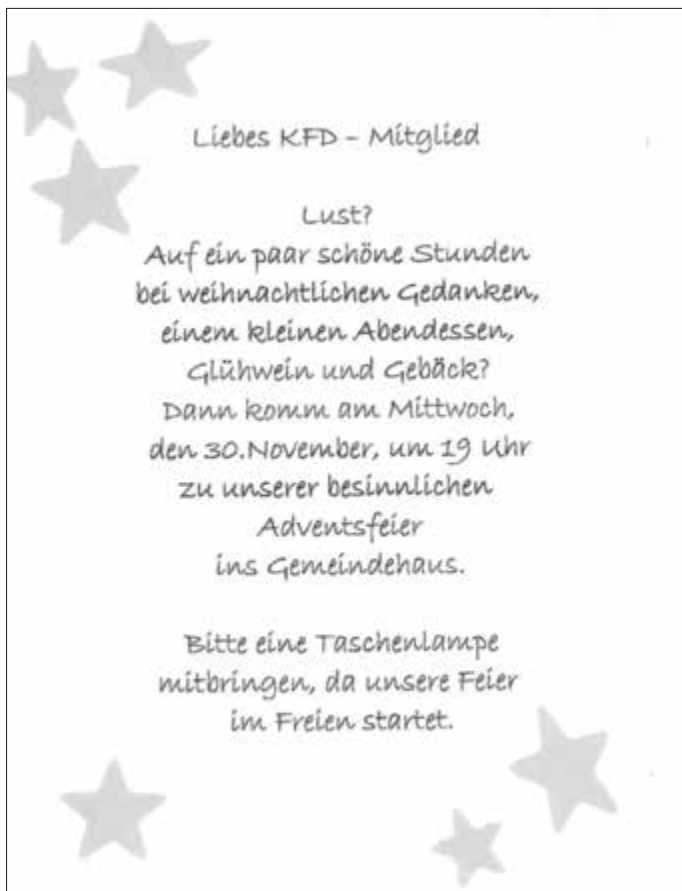 Liebes KFD - Mitglied
Lust?
Auf ein paar schöne Stunden
bei weihnachtlichen Gedanken,
einem kleinen Abendessen,
Glühwein und Gebäck?
Dann komm am Mittwoch,
den 30.November, um 19 Uhr
zu unserer besinnlichen
Adventsfeier
ins Gemeindehaus.
Bitte eine Taschenlampe
mitbringen, da unsere Feier
im Freien startet.